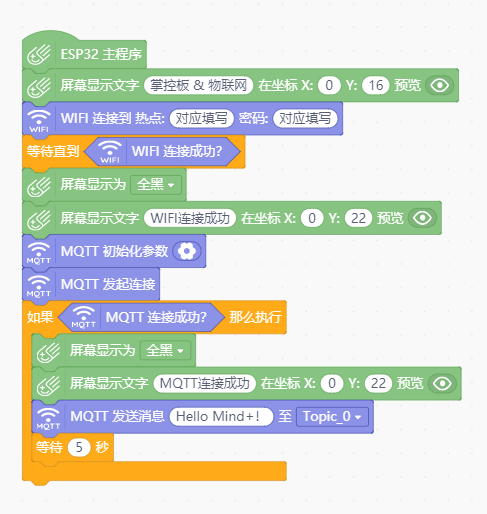 ESP32 主程序
屏幕显示文字 掌控板 & 物联网 在坐标 X: 0 Y: 16 预览
WIFI WIFI 连接到 热点: 对应填写 密码: 对应填写
等待直到 WIFI WIFI 连接成功?
屏幕显示为 全黑
屏幕显示文字 WIFI连接成功 在坐标 X: 0 Y: 22 预览
MQTT MQTT 初始化参数
MQTT MQTT 发起连接
如果 MQTT MQTT 连接成功? 那么执行
屏幕显示为 全黑
屏幕显示文字 MQTT连接成功 在坐标 X: 0 Y: 22 预览
MQTT MQTT 发送消息 Hello Mind+! 至 Topic_0
等待 5 秒